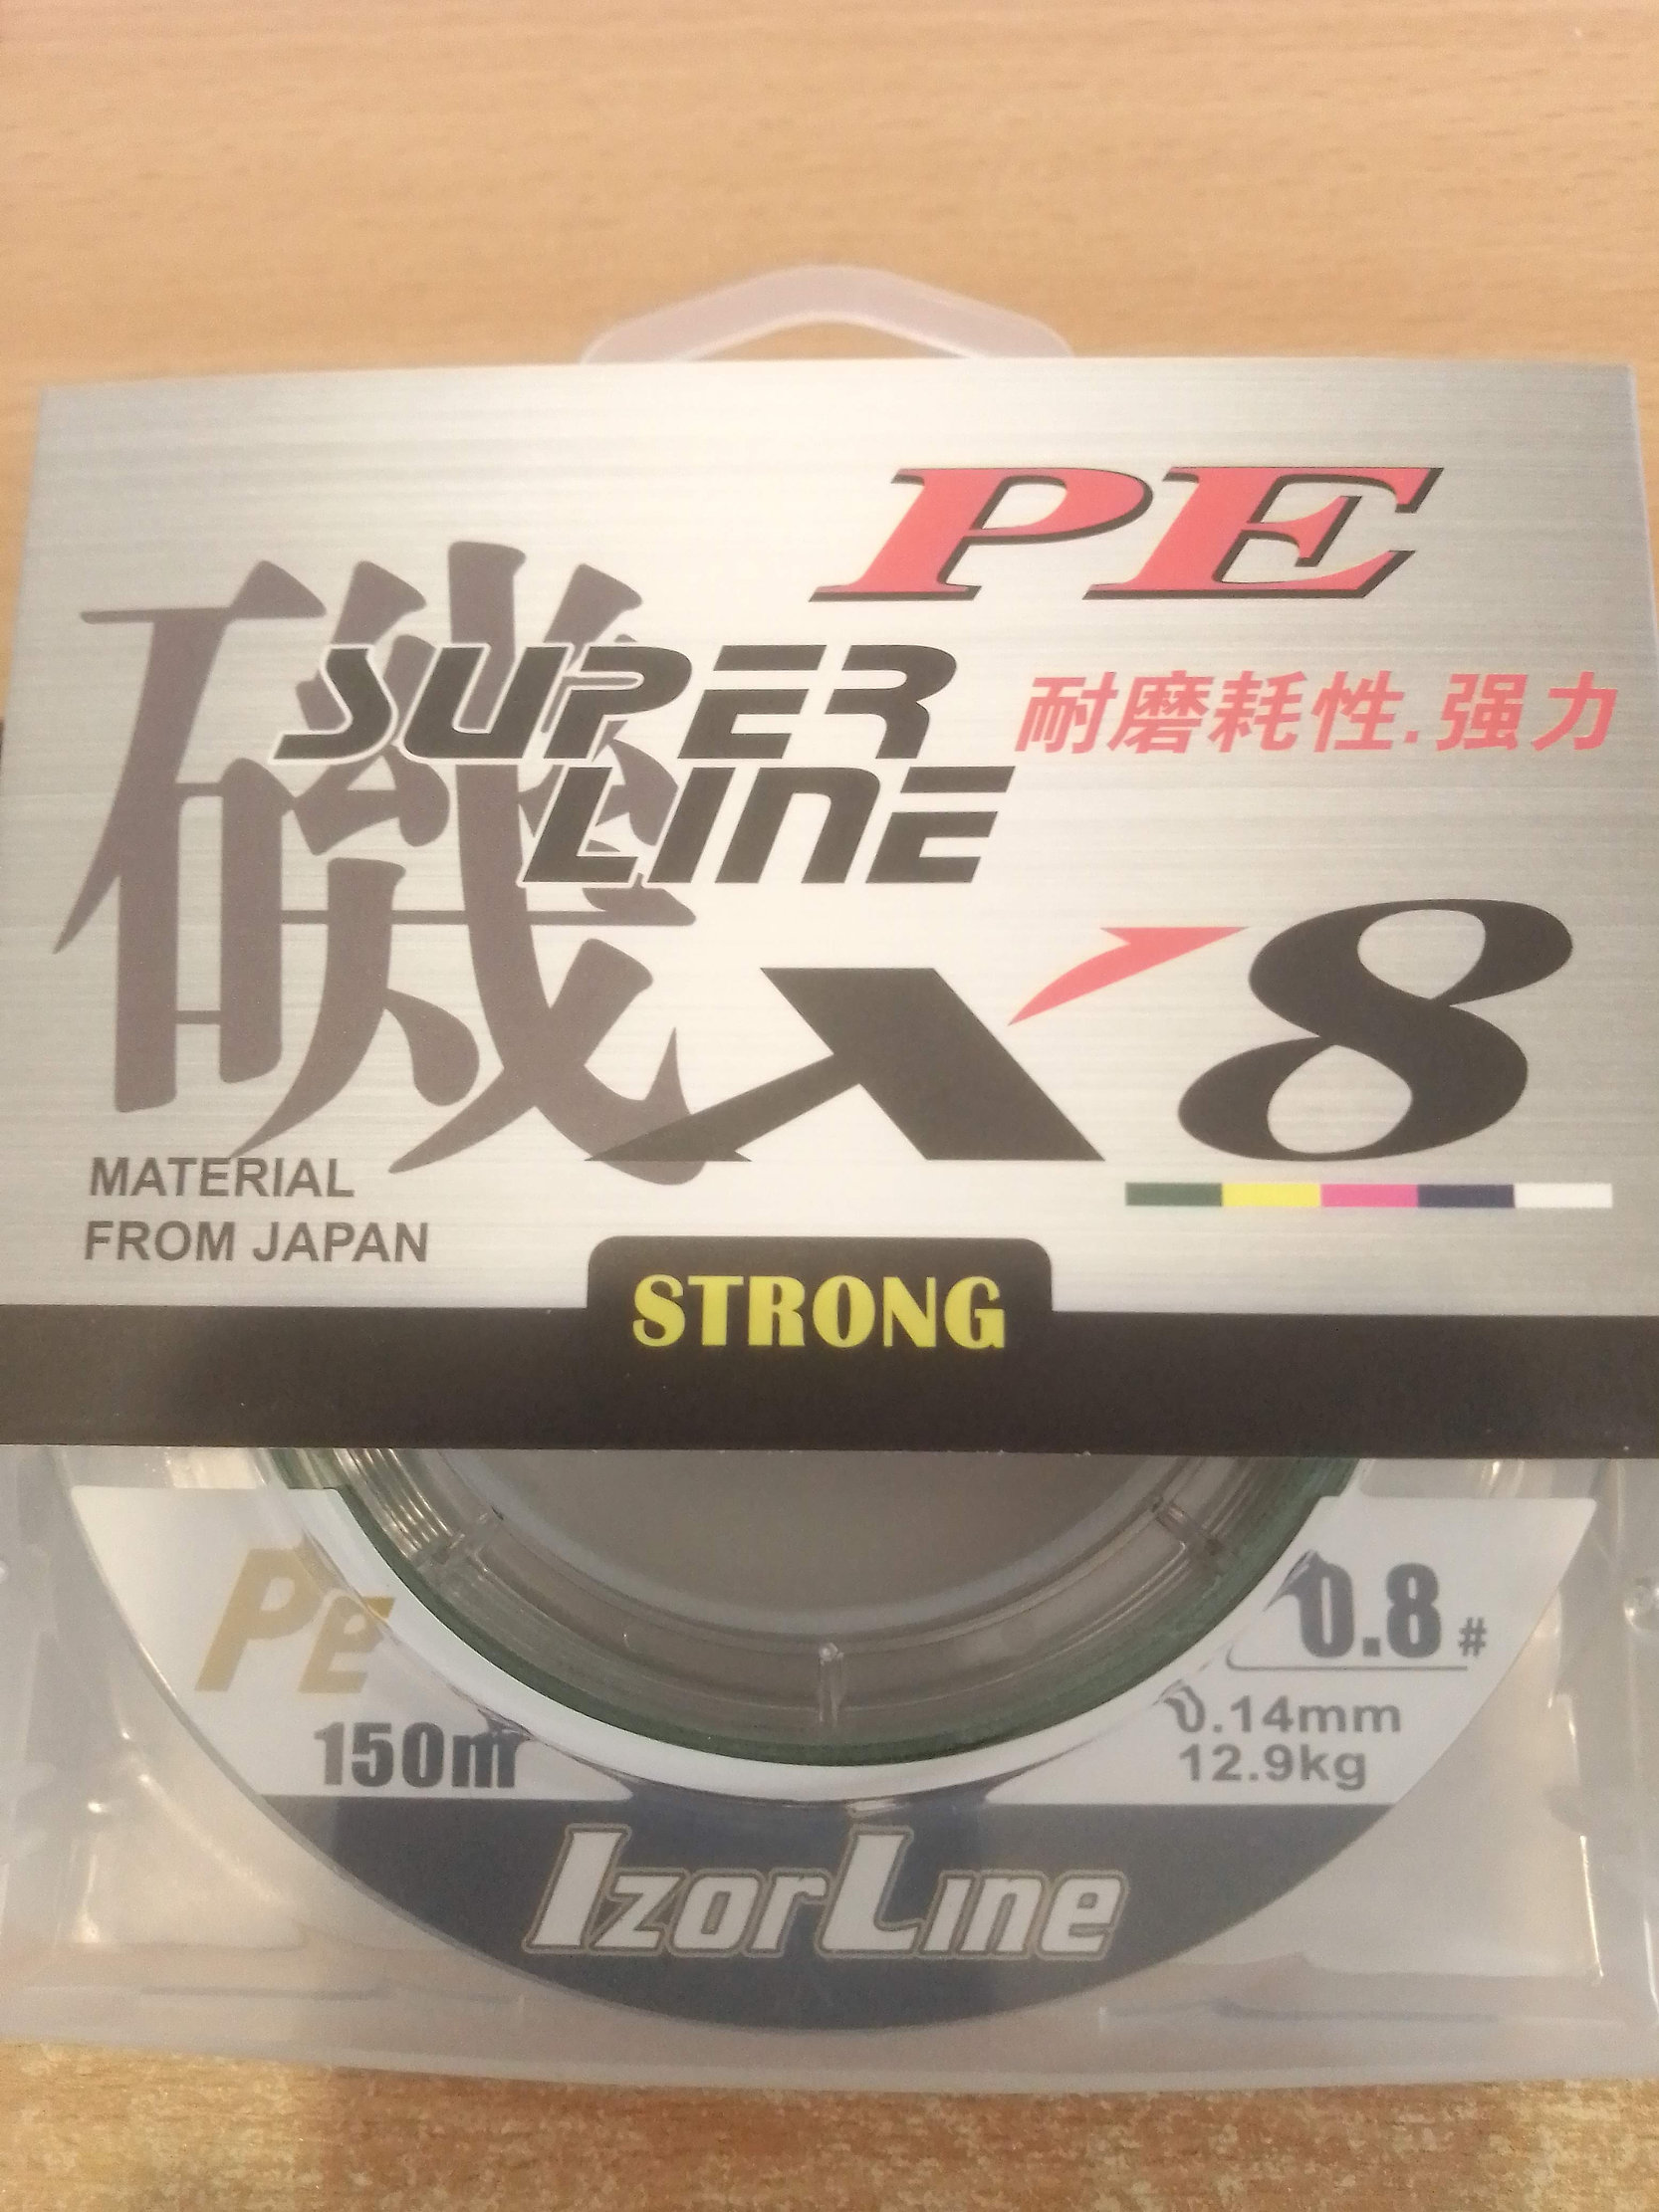 PE
磯
SUPER
LINE
耐磨耗性.强力
X'8
MATERIAL
FROM JAPAN
STRONG
PE
150m
0.8#
0.14mm
12.9kg
IZORLINE